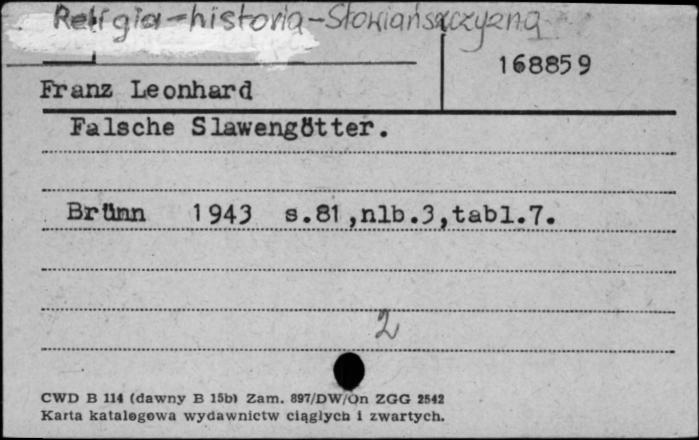 Religia-historia-Słowiańszczyzna
168859
Franz Leonhard
Falsche Slawengötter.
Brünn 1943 s.81,nlb.3,tabl.7.
2
CWD B 114 (dawny B 15b) Zam. 897/DW/Qn ZGG 2542
Karta katalogowa wydawnictw ciągłych i zwartych.